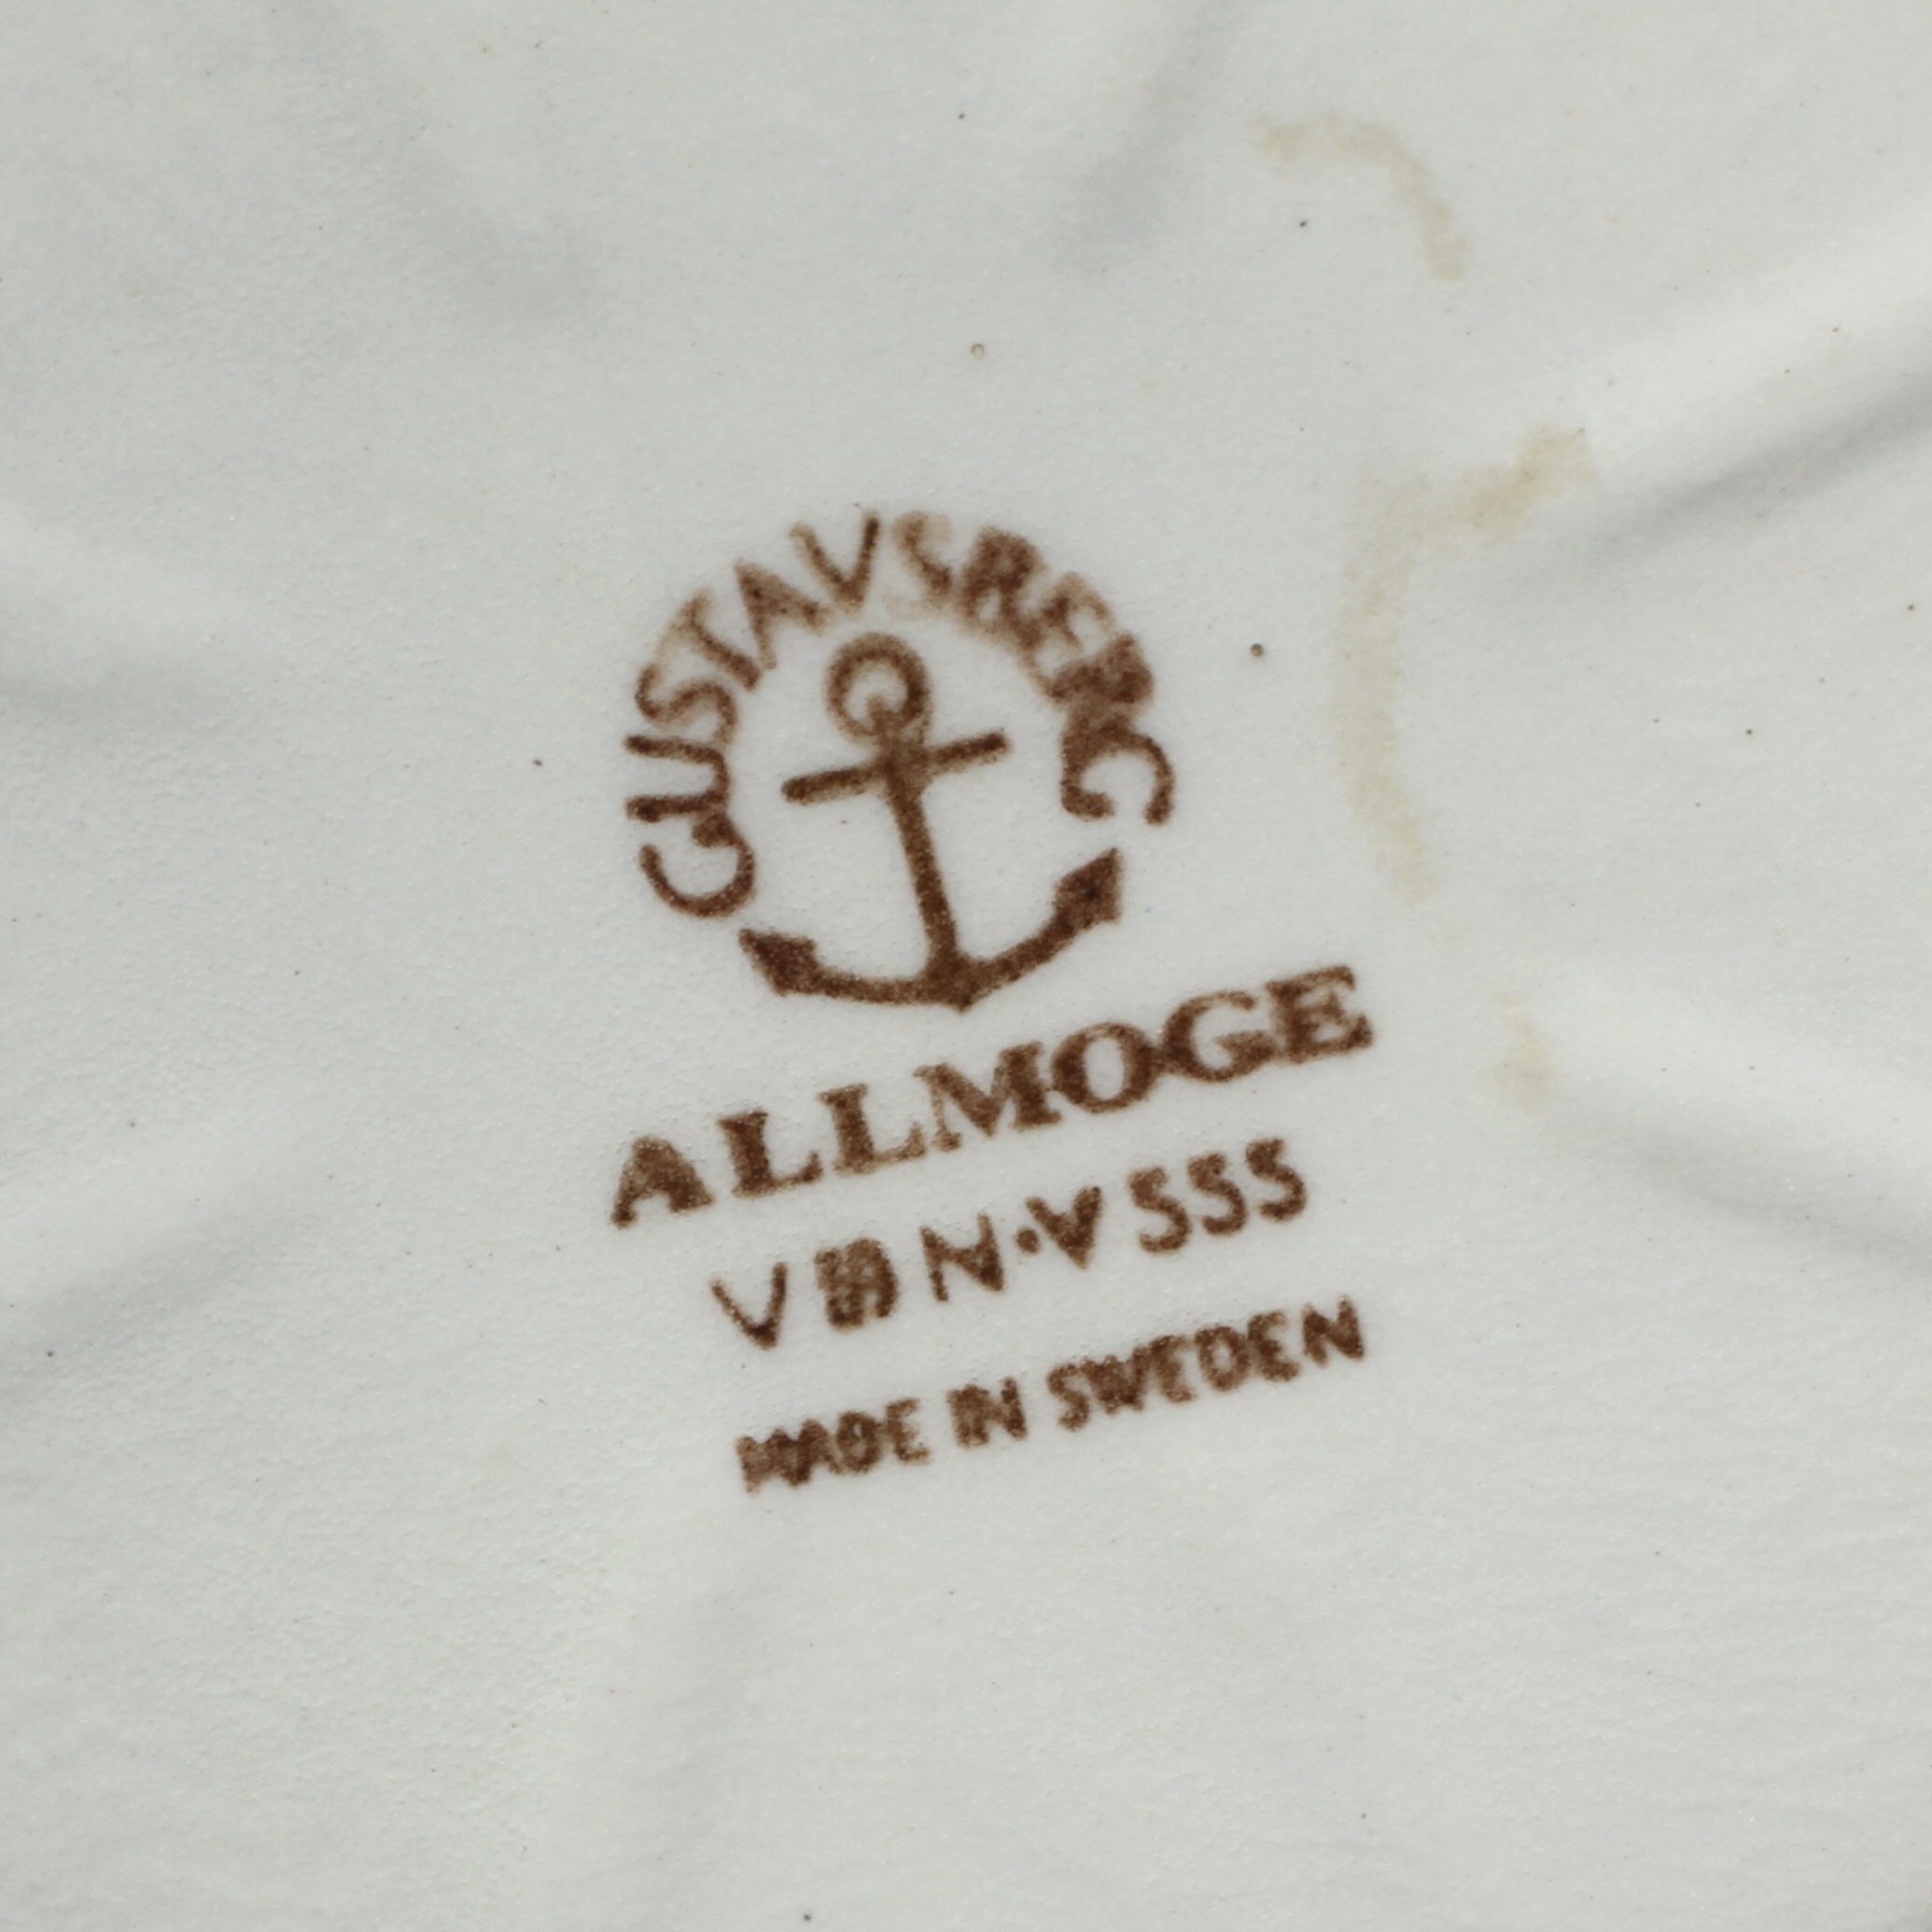 GUSTAVSBERG
ALLMOGE
N·V 555
MADE IN SWEDEN